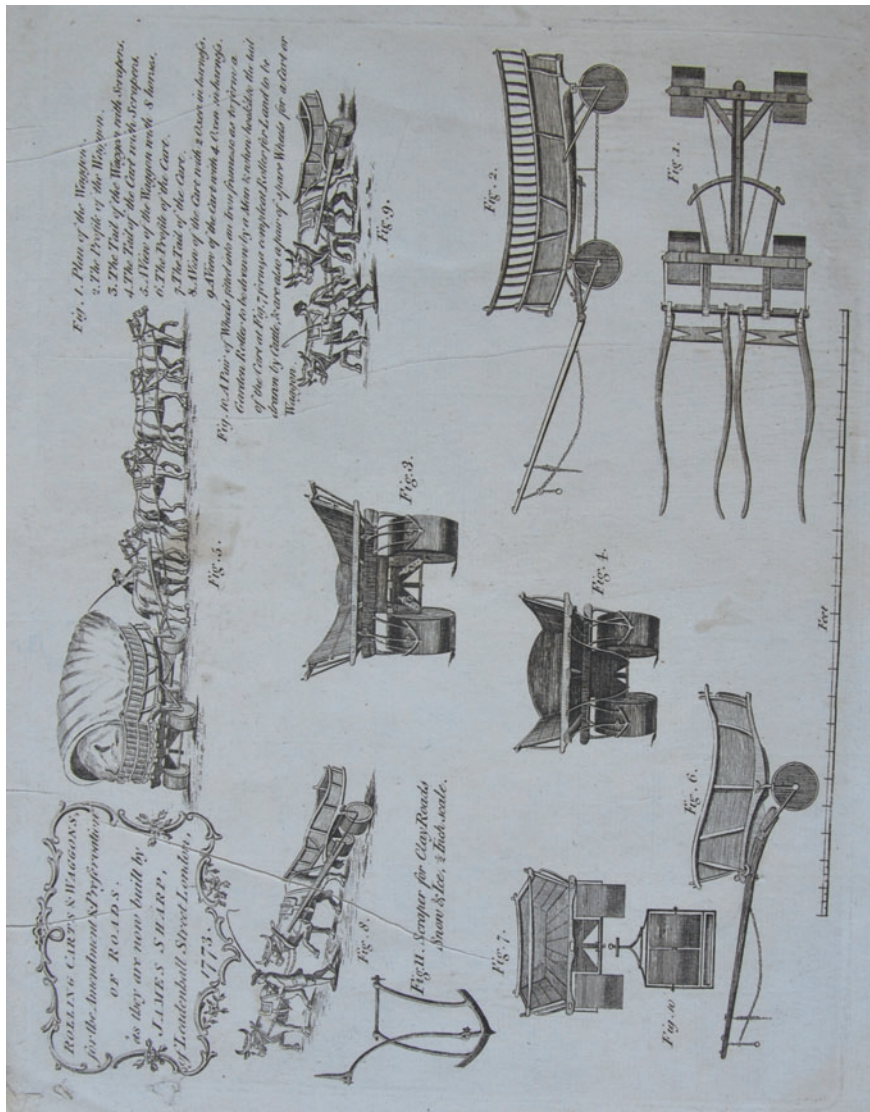 ROLLING CARTS & WAGGONS,
for the Amendment & Preſervation
OF ROADS,
as they are now built by
JAMES SHARP,
of Leadenhall Street London,
1773.
Fig. 1. Plan of the Waggon.
2. The Profile of the Waggon.
3. The Tail of the Waggon with Scrapers.
4. The Tail of the Cart with Scrapers.
5. A View of the Waggon with 8 horses.
6. The Profile of the Cart.
7. The Tail of the Cart.
8. A View of the Cart with 2 Oxen in harneſs.
9. A View of the Cart with 4 Oxen in harneſs.
Fig. 10. A Pair of Wheels fitted into an Iron frame so as to form a
Garden Roller to be drawn by a Man & when hook'd to the tail
of the Cart at Fig. 7, forms a compleat Roller for Land to be
drawn by Cattle, & are also a pair of spare Wheels for a Cart or
Waggon.
Fig. 5.
Fig. 8.
Fig. 9.
Fig. 11. Scraper for Clay Roads
Snow & Ice, ½ Inch scale.
Fig. 3.
Fig. 7.
Fig. 4.
Fig. 2.
Fig. 10
Fig. 6.
Fig. 1.
Feet